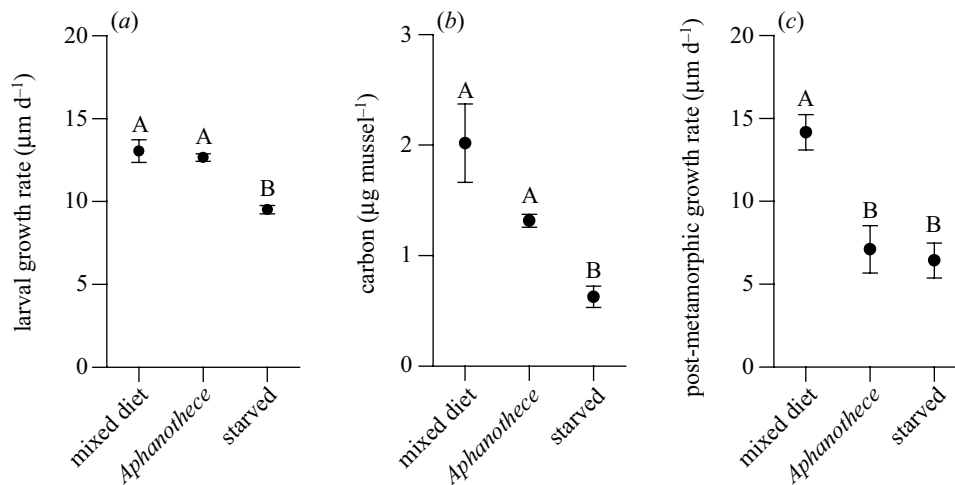 (a)
larval growth rate (µm d⁻¹)
20
15
10
5
0
A
A
B
mixed diet
Aphanothece
starved
(b)
carbon (µg mussel⁻¹)
3
2
1
0
A
A
B
mixed diet
Aphanothece
starved
(c)
post-metamorphic growth rate (µm d⁻¹)
20
15
10
5
0
A
B
B
mixed diet
Aphanothece
starved